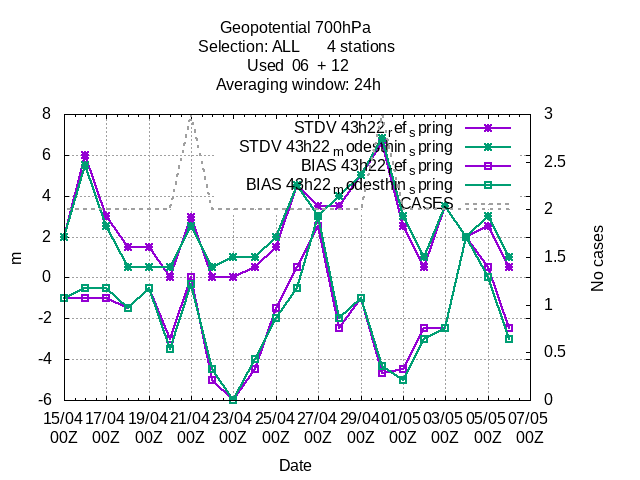 Geopotential 700hPa
Selection: ALL 4 stations
Used 06 + 12
Averaging window: 24h
STDV 43h22_ref_spring
STDV 43h22_modesthin_spring
BIAS 43h22_ref_spring
BIAS 43h22_modesthin_spring
CASES
8
6
4
2
0
-2
-4
-6
m
3
2.5
2
1.5
1
0.5
0
No cases
15/04 17/04 19/04 21/04 23/04 25/04 27/04 29/04 01/05 03/05 05/05 07/05
00Z 00Z 00Z 00Z 00Z 00Z 00Z 00Z 00Z 00Z 00Z 00Z
Date